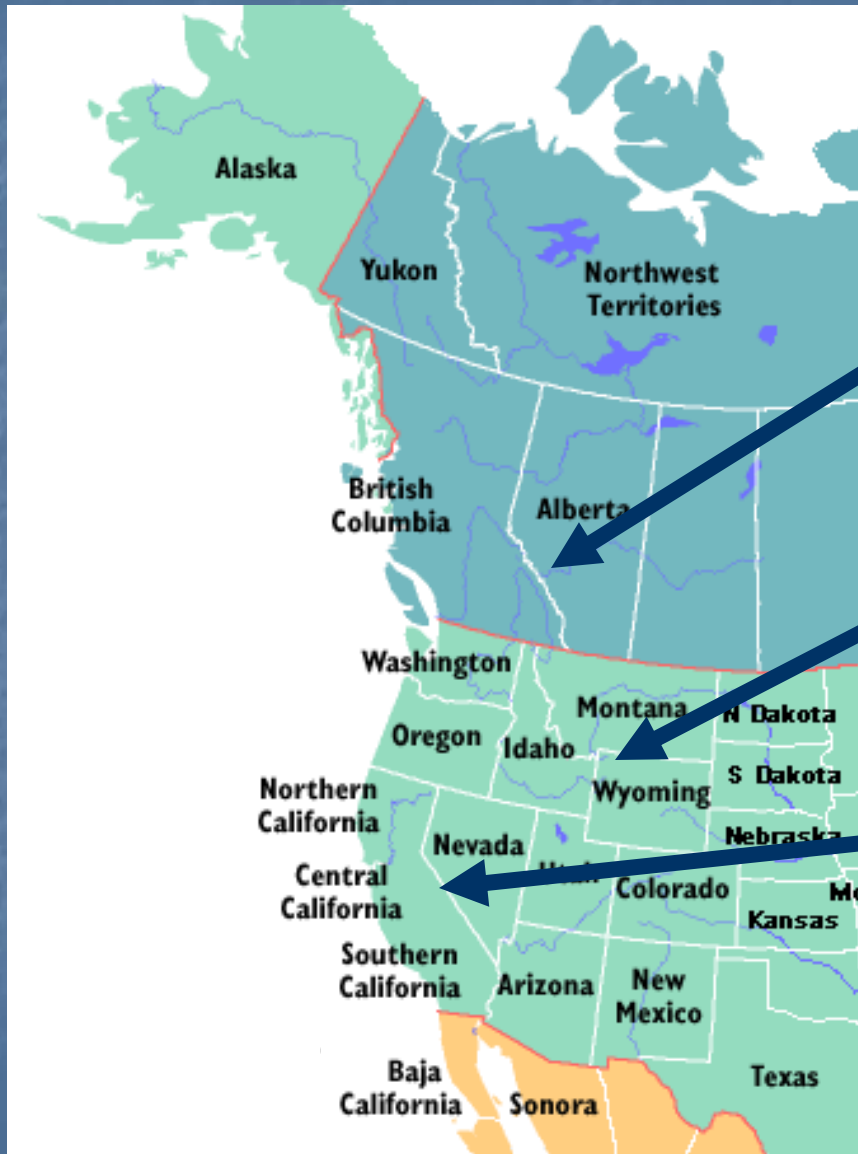 Alaska
Yukon
Northwest
Territories
British
Columbia
Alberta
Washington
Montana
N Dakota
Oregon
Idaho
S Dakota
Northern
California
Wyoming
Nevada
Nebraska
Central
California
Utah
Colorado
Kansas
Southern
California
Arizona
New
Mexico
Baja
California
Sonora
Texas